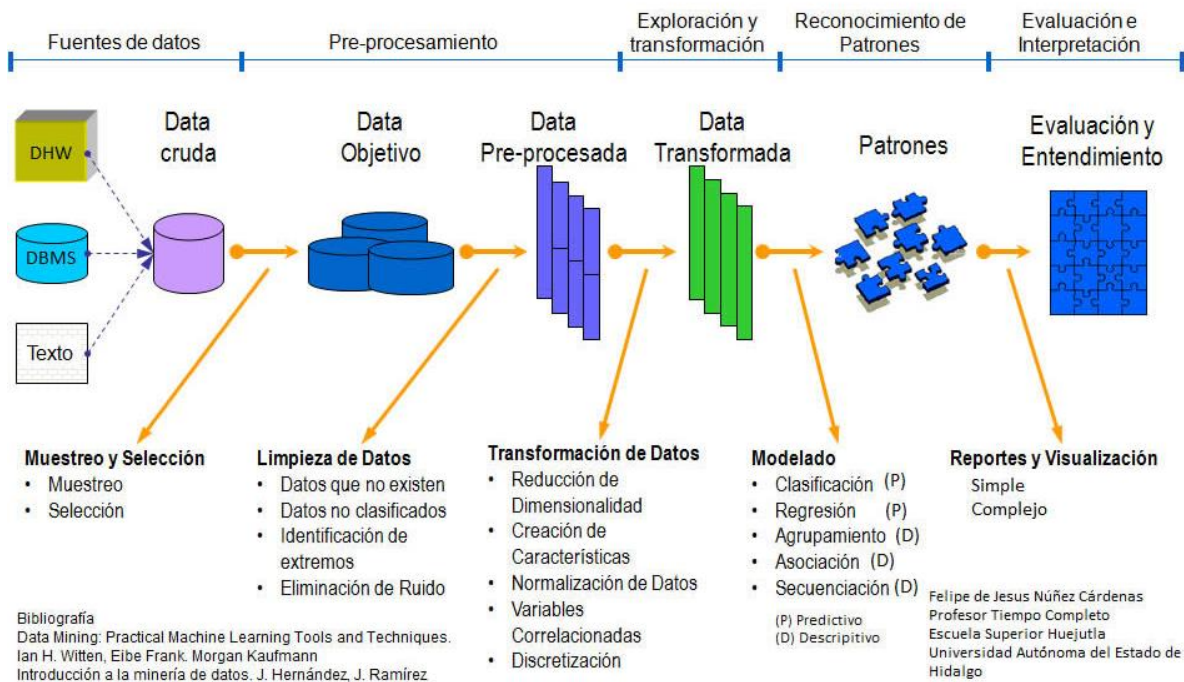 Fuentes de datos
Pre-procesamiento
Exploración y
transformación
Reconocimiento de
Patrones
Evaluación e
Interpretación
DHW
DBMS
Texto
Data
cruda
Data
Objetivo
Data
Pre-procesada
Data
Transformada
Patrones
Evaluación y
Entendimiento
Muestreo y Selección
• Muestreo
• Selección
Limpieza de Datos
• Datos que no existen
• Datos no clasificados
• Identificación de
extremos
• Eliminación de Ruido
Transformación de Datos
• Reducción de
Dimensionalidad
• Creación de
Características
• Normalización de Datos
• Variables
Correlacionadas
• Discretización
Modelado
• Clasificación (P)
• Regresión (P)
• Agrupamiento (D)
• Asociación (D)
• Secuenciación (D)
(P) Predictivo
(D) Descripitivo
Reportes y Visualización
Simple
Complejo
Bibliografía
Data Mining: Practical Machine Learning Tools and Techniques.
Ian H. Witten, Eibe Frank. Morgan Kaufmann
Introducción a la minería de datos. J. Hernández, J. Ramírez
Felipe de Jesus Núñez Cárdenas
Profesor Tiempo Completo
Escuela Superior Huejutla
Universidad Autónoma del Estado de
Hidalgo